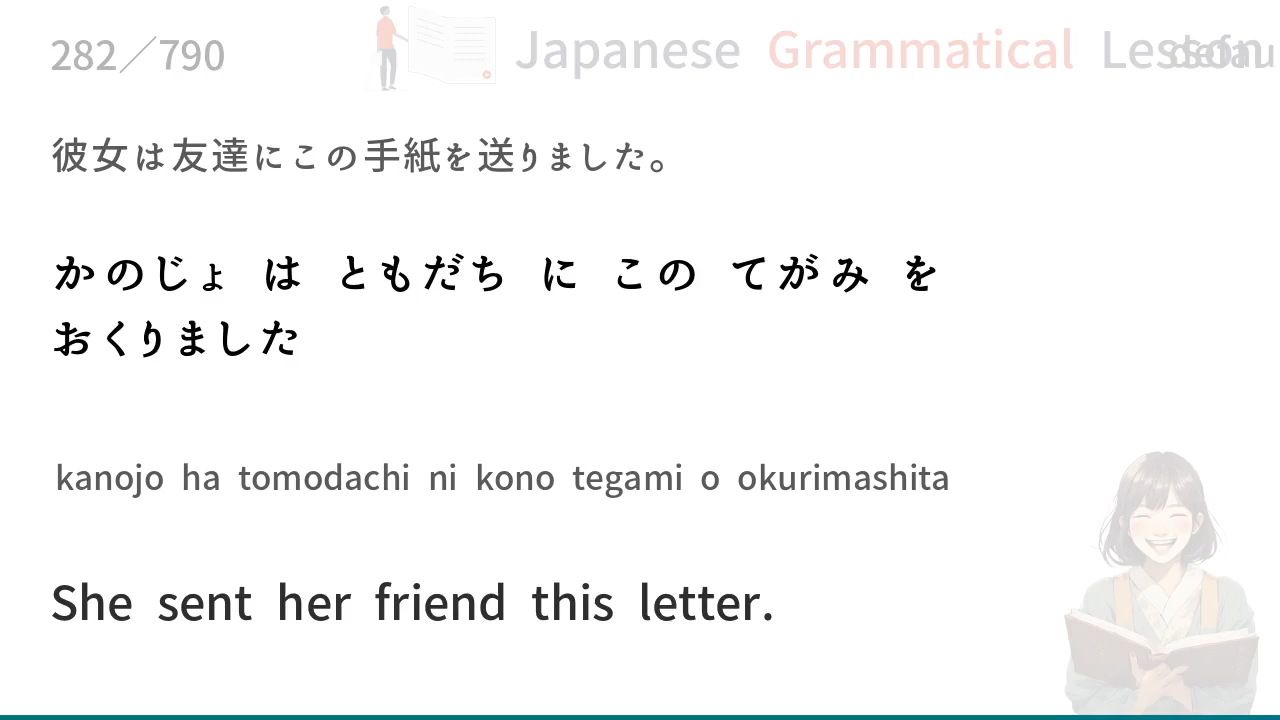 282／790
Japanese Grammatical Lesson
彼女は友達にこの手紙を送りました。
かのじょ は ともだち に この てがみ を
おくりました
kanojo ha tomodachi ni kono tegami o okurimashita
She sent her friend this letter.